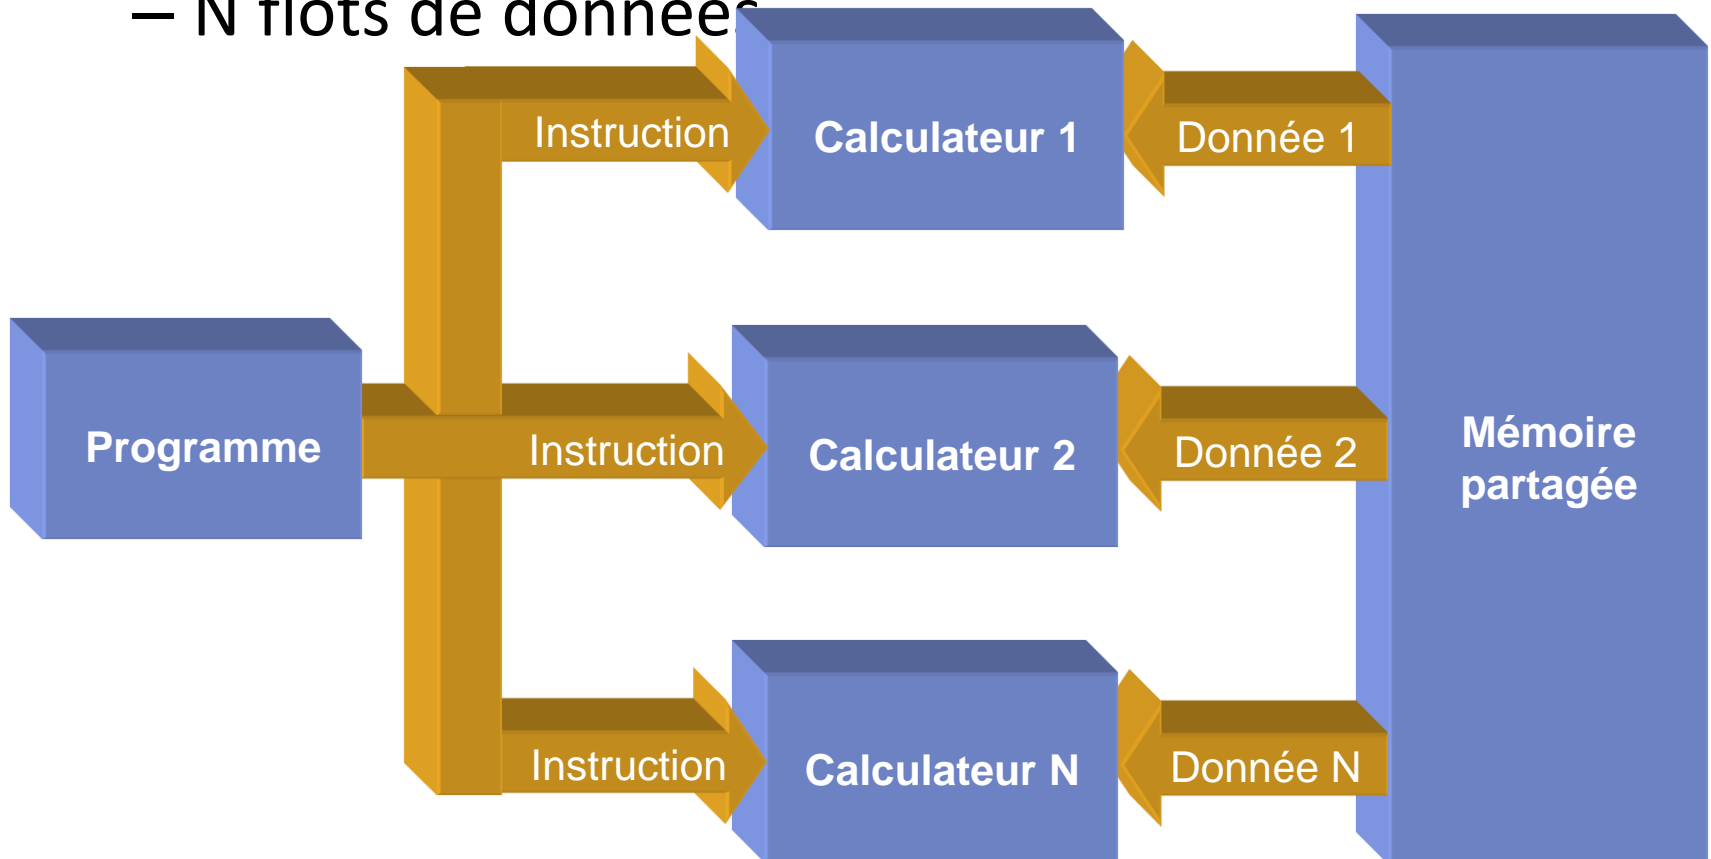 – N flots de données
Instruction
Calculateur 1
Donnée 1
Programme
Instruction
Calculateur 2
Donnée 2
Mémoire
partagée
Instruction
Calculateur N
Donnée N